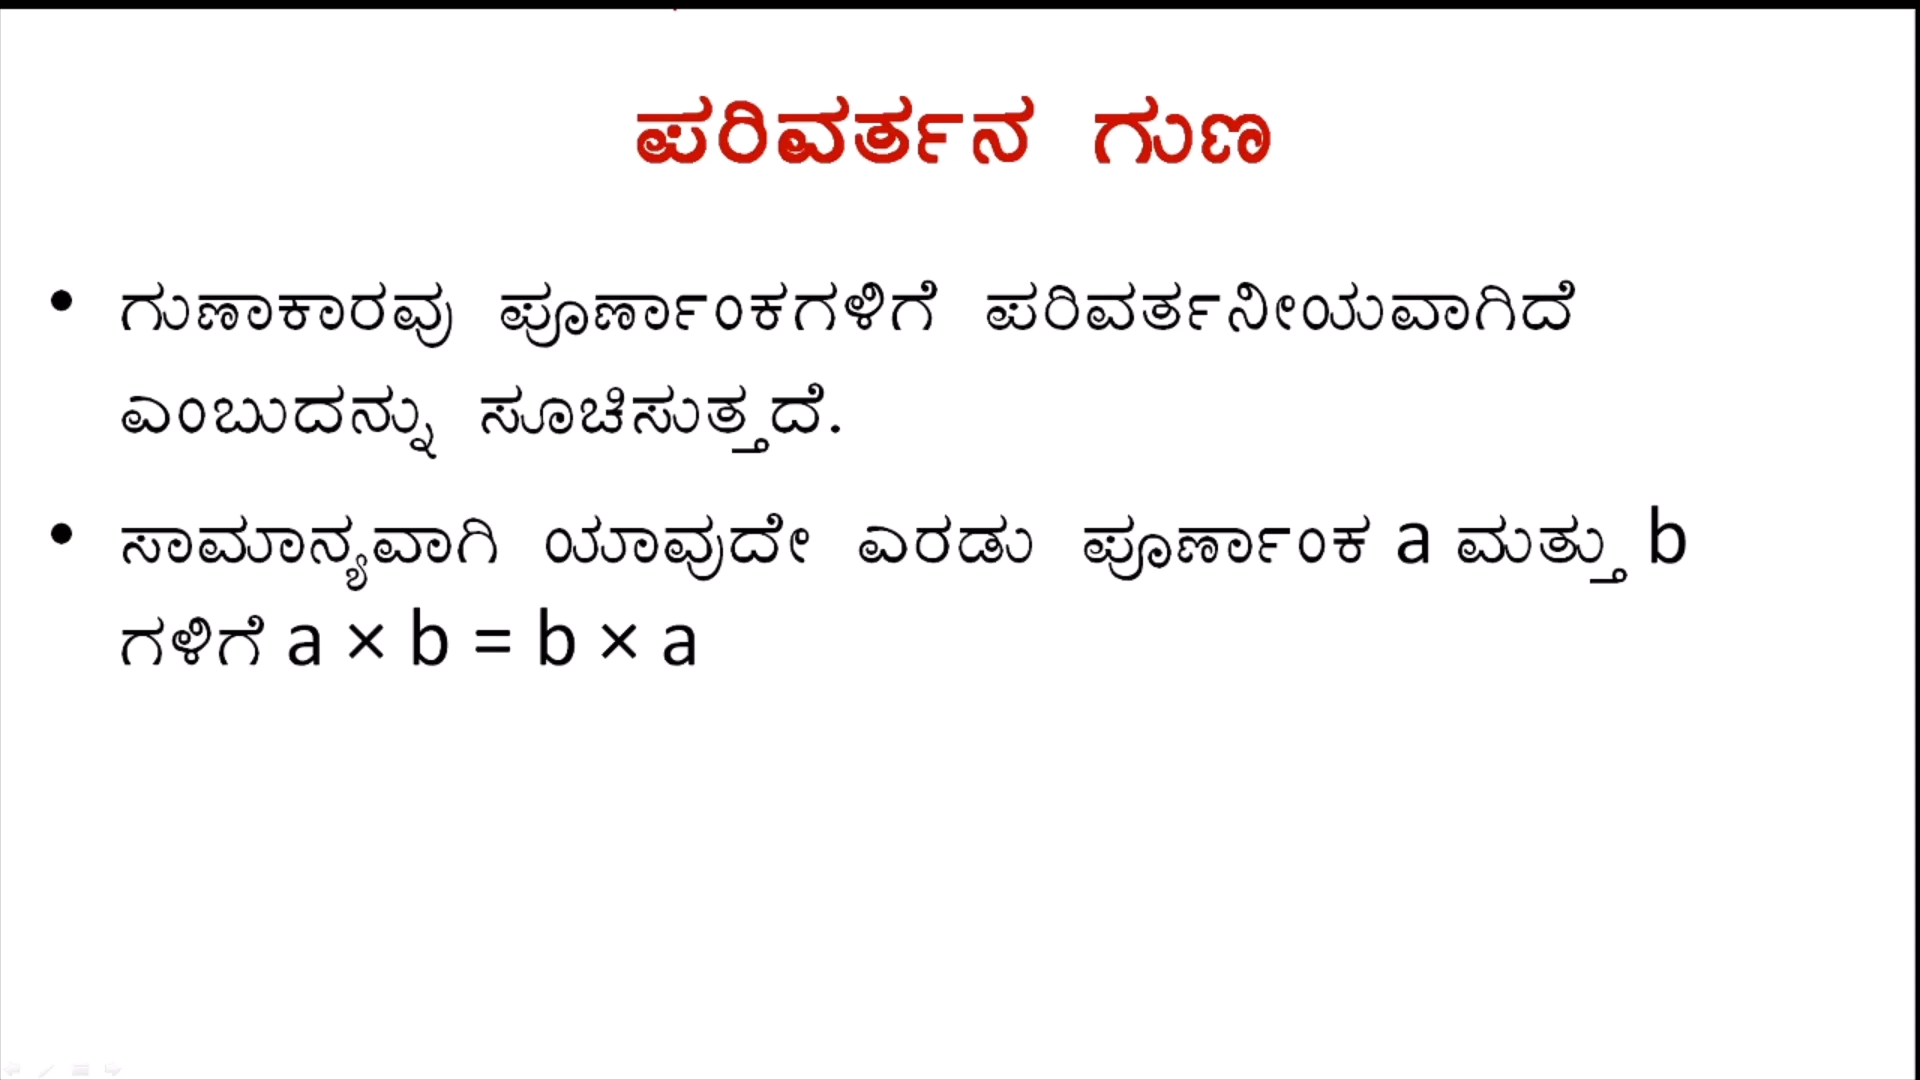 ಪರಿವರ್ತನ ಗುಣ
• ಗುಣಾಕಾರವು ಪೂರ್ಣಾಂಕಗಳಿಗೆ ಪರಿವರ್ತನೀಯವಾಗಿದೆ
ಎಂಬುದನ್ನು ಸೂಚಿಸುತ್ತದೆ.
• ಸಾಮಾನ್ಯವಾಗಿ ಯಾವುದೇ ಎರಡು ಪೂರ್ಣಾಂಕ a ಮತ್ತು b
ಗಳಿಗೆ a × b = b × a